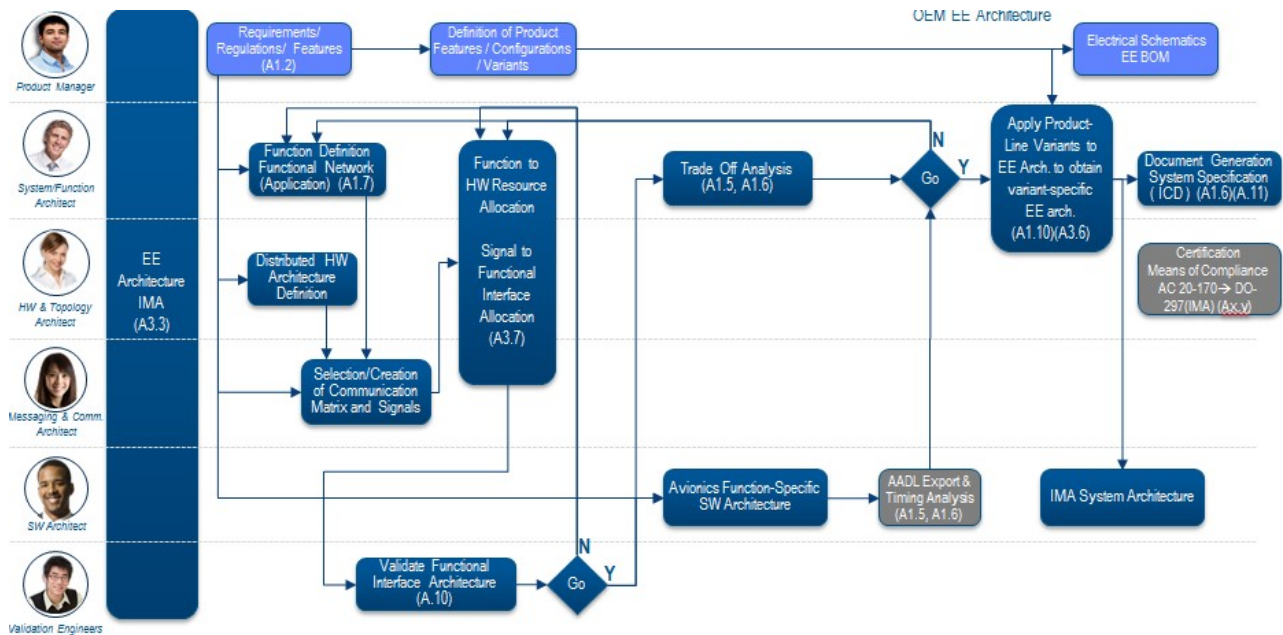 OEM EE Architecture
Product Manager
Requirements/
Regulations/ Features
(A1.2)
Definition of Product
Features / Configurations
/ Variants
Electrical Schematics
EE BOM
System/Function
Architect
Function Definition
Functional Network
(Application) (A1.7)
Function to
HW Resource
Allocation
Signal to
Functional
Interface
Allocation
(A3.7)
Trade Off Analysis
(A1.5, A1.6)
N
Go
Y
Apply Product-
Line Variants to
EE Arch. to obtain
variant-specific
EE arch.
(A1.10)(A3.6)
Document Generation
System Specification
( ICD ) (A1.6)(A.11)
HW & Topology
Architect
EE
Architecture
IMA
(A3.3)
Distributed HW
Architecture
Definition
Certification
Means of Compliance
AC 20-170→ DO-
297(IMA) (Ax.y)
Messaging & Comm.
Architect
Selection/Creation
of Communication
Matrix and Signals
SW Architect
Avionics Function-Specific
SW Architecture
AADL Export &
Timing Analysis
(A1.5, A1.6)
IMA System Architecture
Validation Engineers
Validate Functional
Interface Architecture
(A.10)
N
Go
Y